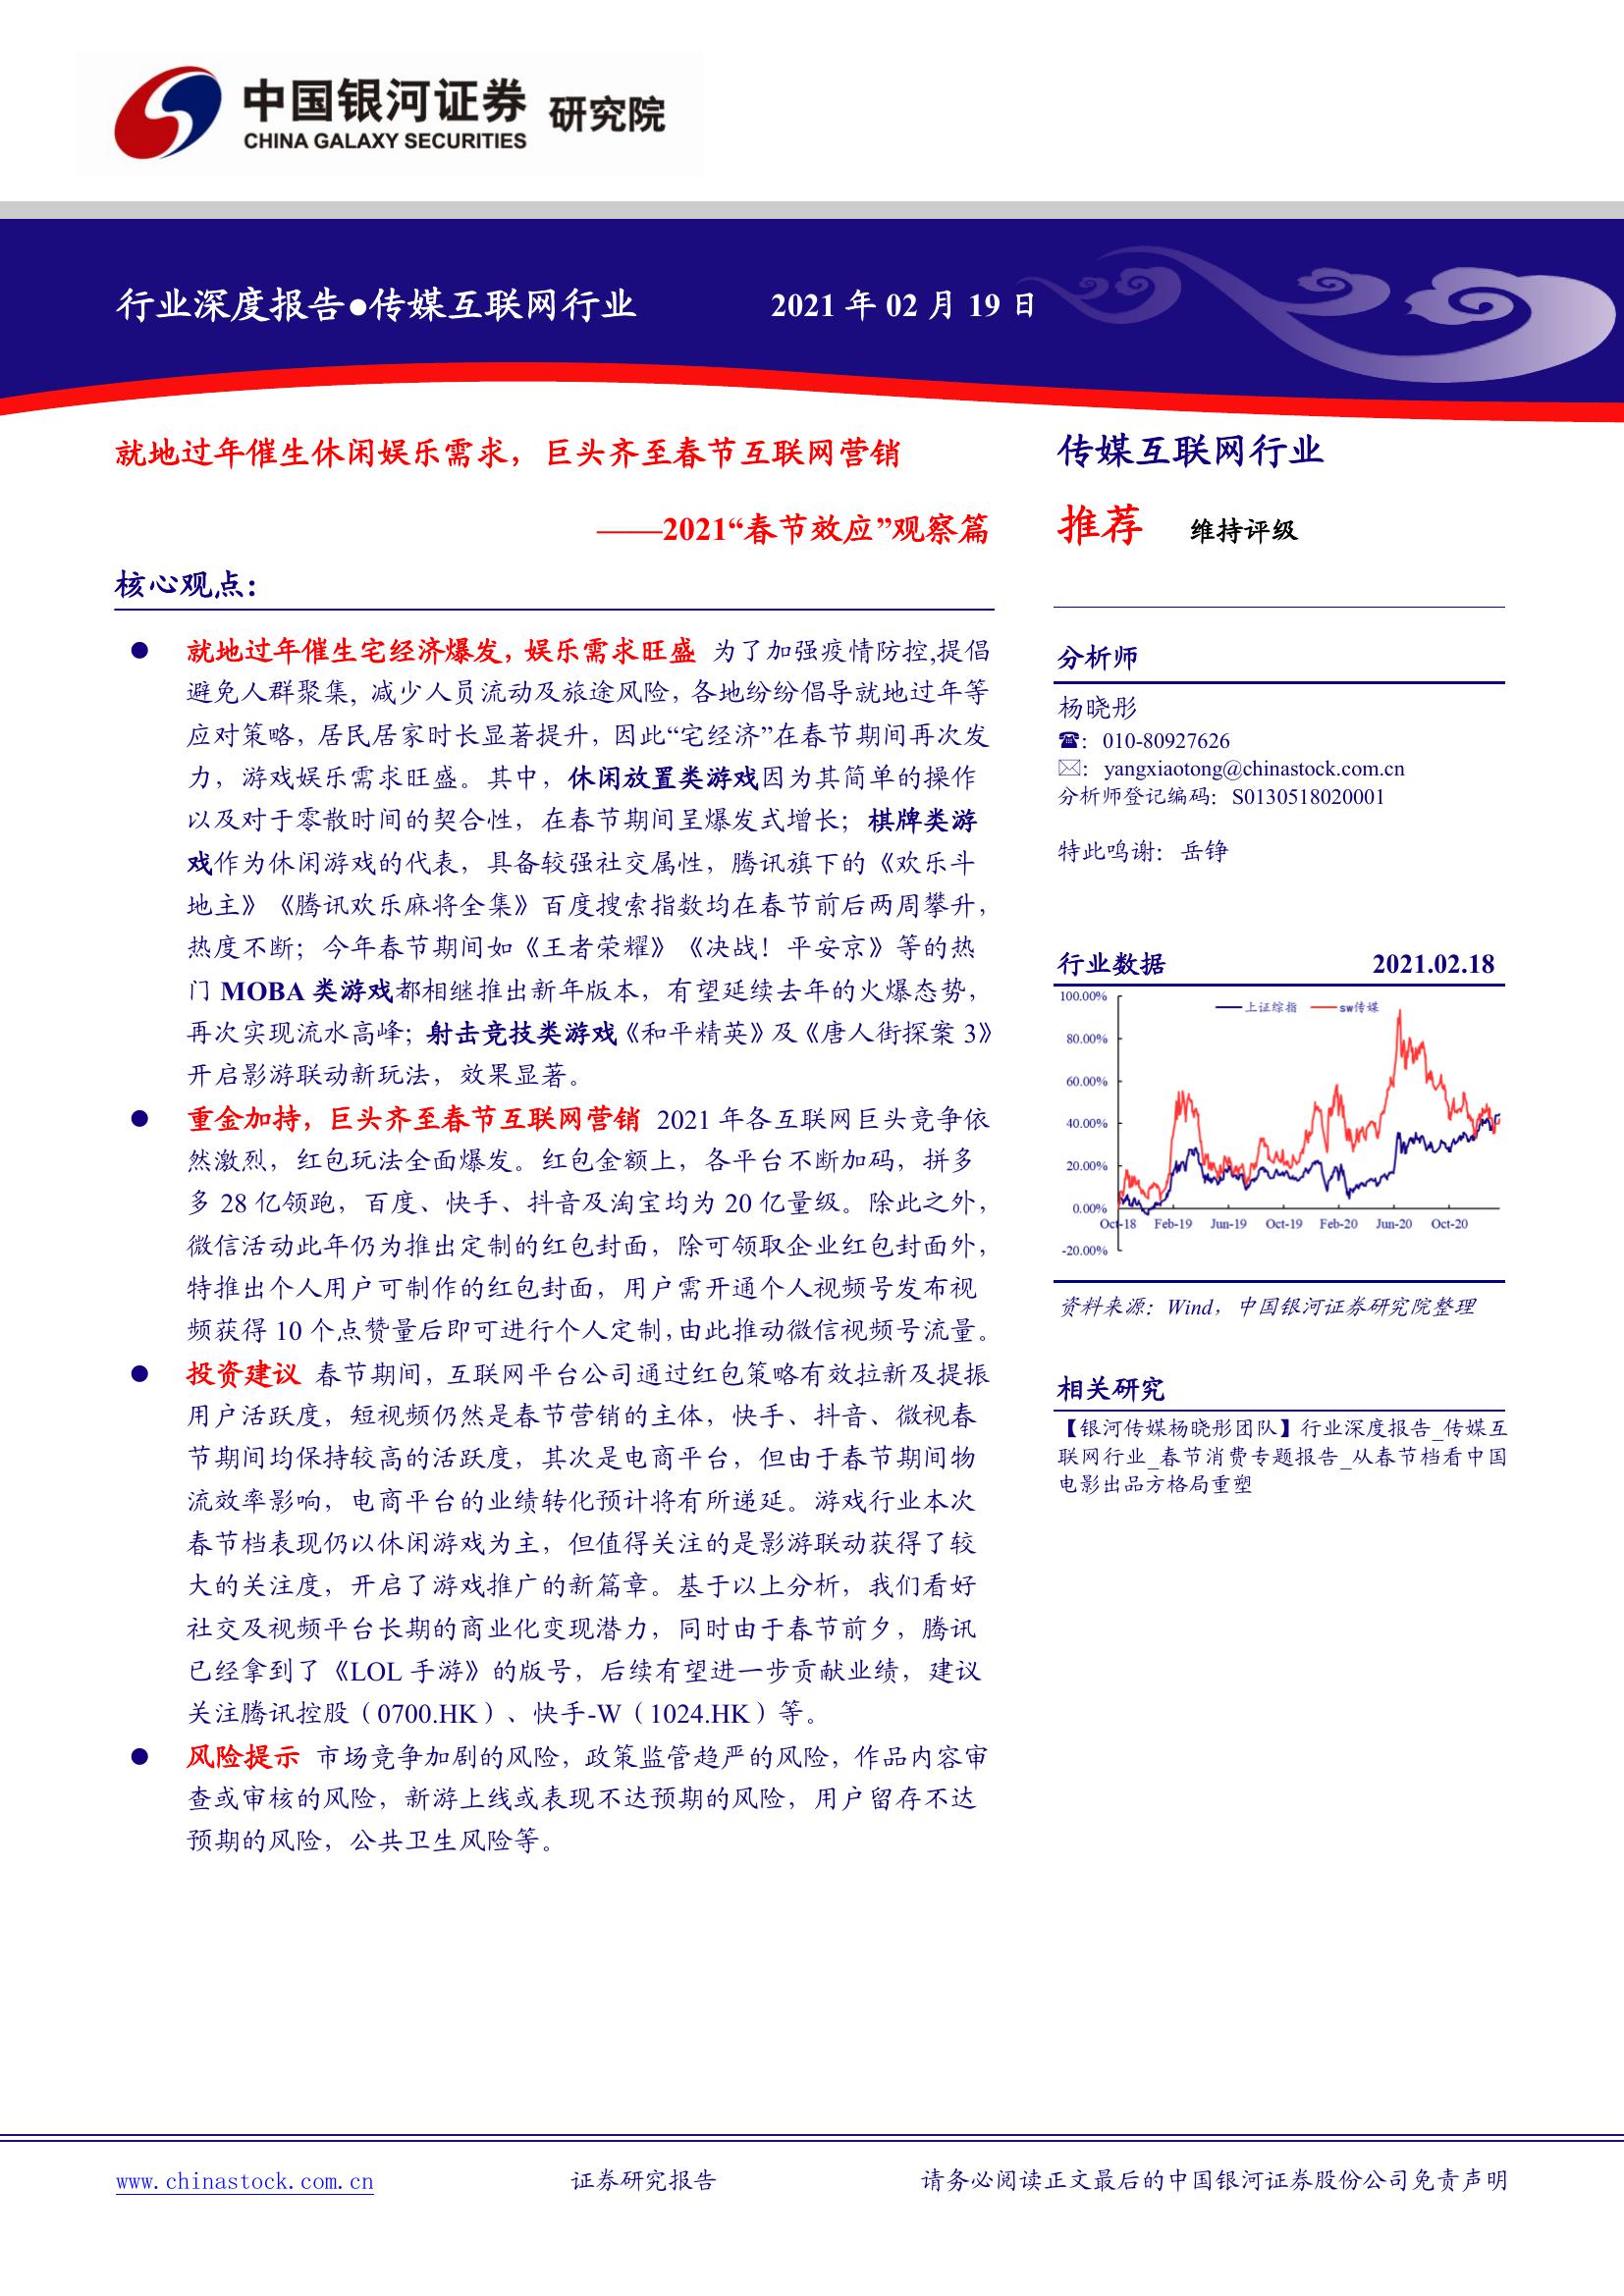 中国银河证券 研究院
CHINA GALAXY SECURITIES
行业深度报告●传媒互联网行业 2021 年 02 月 19 日
就地过年催生休闲娱乐需求，巨头齐至春节互联网营销
——2021“春节效应”观察篇
核心观点：
● 就地过年催生宅经济爆发，娱乐需求旺盛 为了加强疫情防控,提倡
避免人群聚集，减少人员流动及旅途风险，各地纷纷倡导就地过年等
应对策略，居民居家时长显著提升，因此“宅经济”在春节期间再次发
力，游戏娱乐需求旺盛。其中，休闲放置类游戏因为其简单的操作
以及对于零散时间的契合性，在春节期间呈爆发式增长；棋牌类游
戏作为休闲游戏的代表，具备较强社交属性，腾讯旗下的《欢乐斗
地主》《腾讯欢乐麻将全集》百度搜索指数均在春节前后两周攀升，
热度不断；今年春节期间如《王者荣耀》《决战！平安京》等的热
门 MOBA 类游戏都相继推出新年版本，有望延续去年的火爆态势，
再次实现流水高峰；射击竞技类游戏《和平精英》及《唐人街探案 3》
开启影游联动新玩法，效果显著。
● 重金加持，巨头齐至春节互联网营销 2021 年各互联网巨头竞争依
然激烈，红包玩法全面爆发。红包金额上，各平台不断加码，拼多
多 28 亿领跑，百度、快手、抖音及淘宝均为 20 亿量级。除此之外，
微信活动此年仍为推出定制的红包封面，除可领取企业红包封面外，
特推出个人用户可制作的红包封面，用户需开通个人视频号发布视
频获得 10 个点赞量后即可进行个人定制，由此推动微信视频号流量。
● 投资建议 春节期间，互联网平台公司通过红包策略有效拉新及提振
用户活跃度，短视频仍然是春节营销的主体，快手、抖音、微视春
节期间均保持较高的活跃度，其次是电商平台，但由于春节期间物
流效率影响，电商平台的业绩转化预计将有所递延。游戏行业本次
春节档表现仍以休闲游戏为主，但值得关注的是影游联动获得了较
大的关注度，开启了游戏推广的新篇章。基于以上分析，我们看好
社交及视频平台长期的商业化变现潜力，同时由于春节前夕，腾讯
已经拿到了《LOL 手游》的版号，后续有望进一步贡献业绩，建议
关注腾讯控股（0700.HK）、快手-W（1024.HK）等。
● 风险提示 市场竞争加剧的风险，政策监管趋严的风险，作品内容审
查或审核的风险，新游上线或表现不达预期的风险，用户留存不达
预期的风险，公共卫生风险等。
传媒互联网行业
推荐 维持评级
分析师
杨晓彤
☎：010-80927626
✉：yangxiaotong@chinastock.com.cn
分析师登记编码：S0130518020001
特此鸣谢：岳铮
行业数据 2021.02.18
上证综指 sw传媒
100.00%
80.00%
60.00%
40.00%
20.00%
0.00%
Oct-18 Feb-19 Jun-19 Oct-19 Feb-20 Jun-20 Oct-20
-20.00%
资料来源：Wind，中国银河证券研究院整理
相关研究
【银河传媒杨晓彤团队】行业深度报告_传媒互
联网行业_春节消费专题报告_从春节档看中国
电影出品方格局重塑
www.chinastock.com.cn 证券研究报告 请务必阅读正文最后的中国银河证券股份公司免责声明